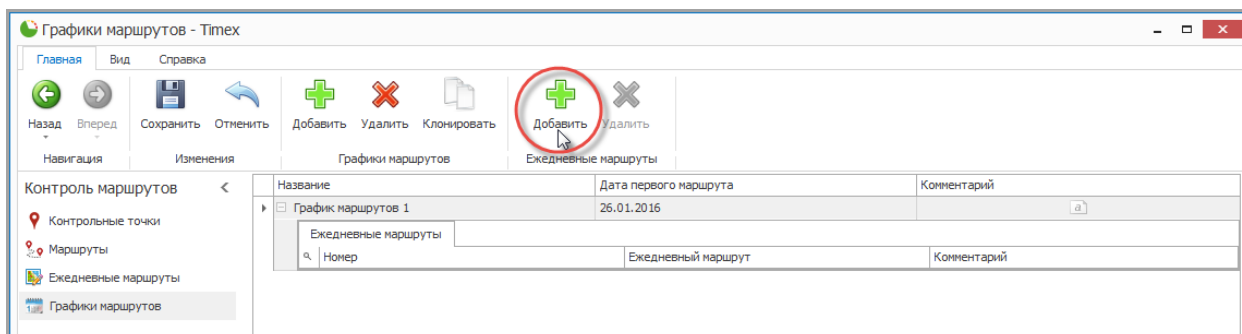 Графики маршрутов - Timex
Главная Вид Справка
Назад Вперед Сохранить Отменить Добавить Удалить Клонировать Добавить Удалить
Навигация Изменения Графики маршрутов Ежедневные маршруты
Контроль маршрутов <
Контрольные точки
Маршруты
Ежедневные маршруты
Графики маршрутов
Название Дата первого маршрута Комментарий
График маршрутов 1 26.01.2016 a
Ежедневные маршруты
Номер Ежедневный маршрут Комментарий